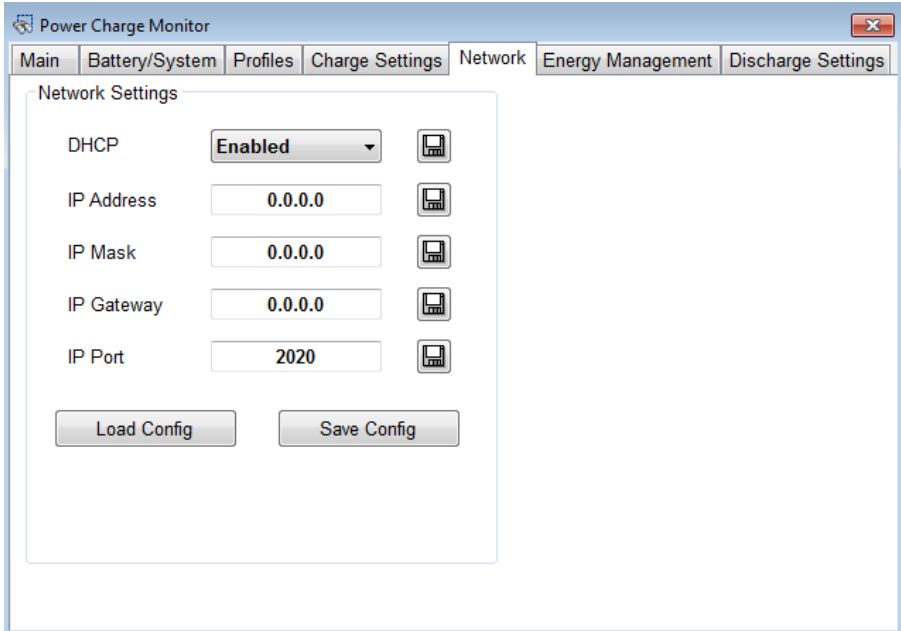 Power Charge Monitor
Main Battery/System Profiles Charge Settings Network Energy Management Discharge Settings
Network Settings
DHCP Enabled
IP Address 0.0.0.0
IP Mask 0.0.0.0
IP Gateway 0.0.0.0
IP Port 2020
Load Config Save Config